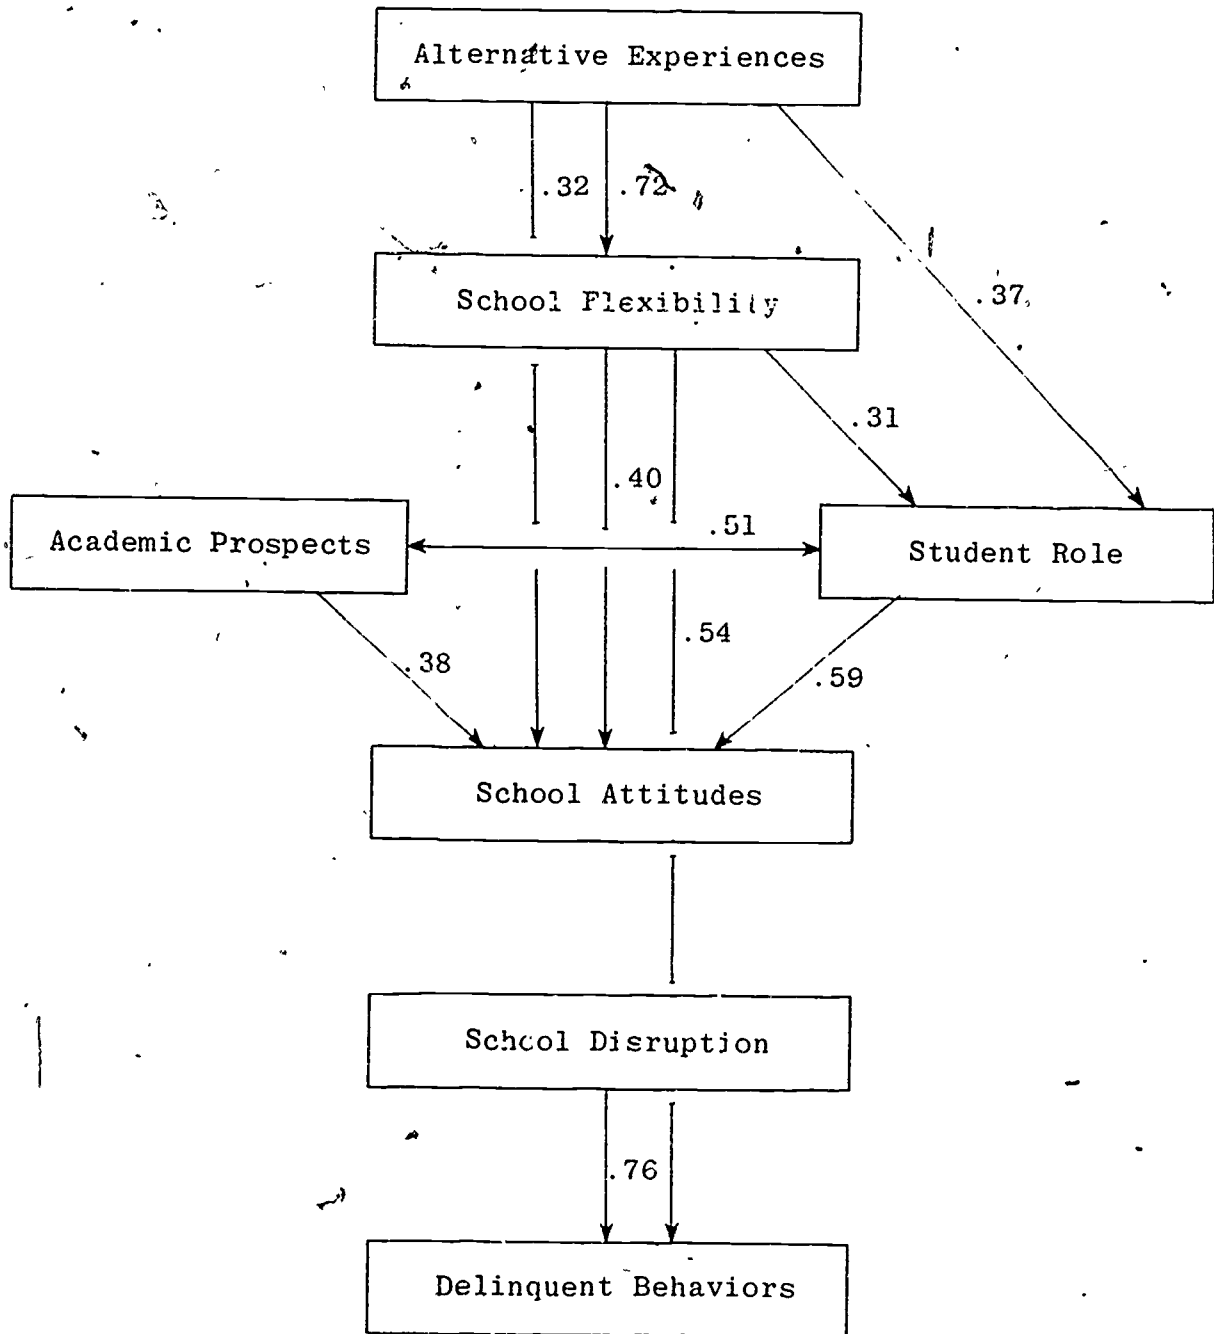 Alternative Experiences
.32 .72
School Flexibility
.37
.31
.40
.51
Academic Prospects
Student Role
.54
.38
.59
School Attitudes
School Disruption
.76
Delinquent Behaviors